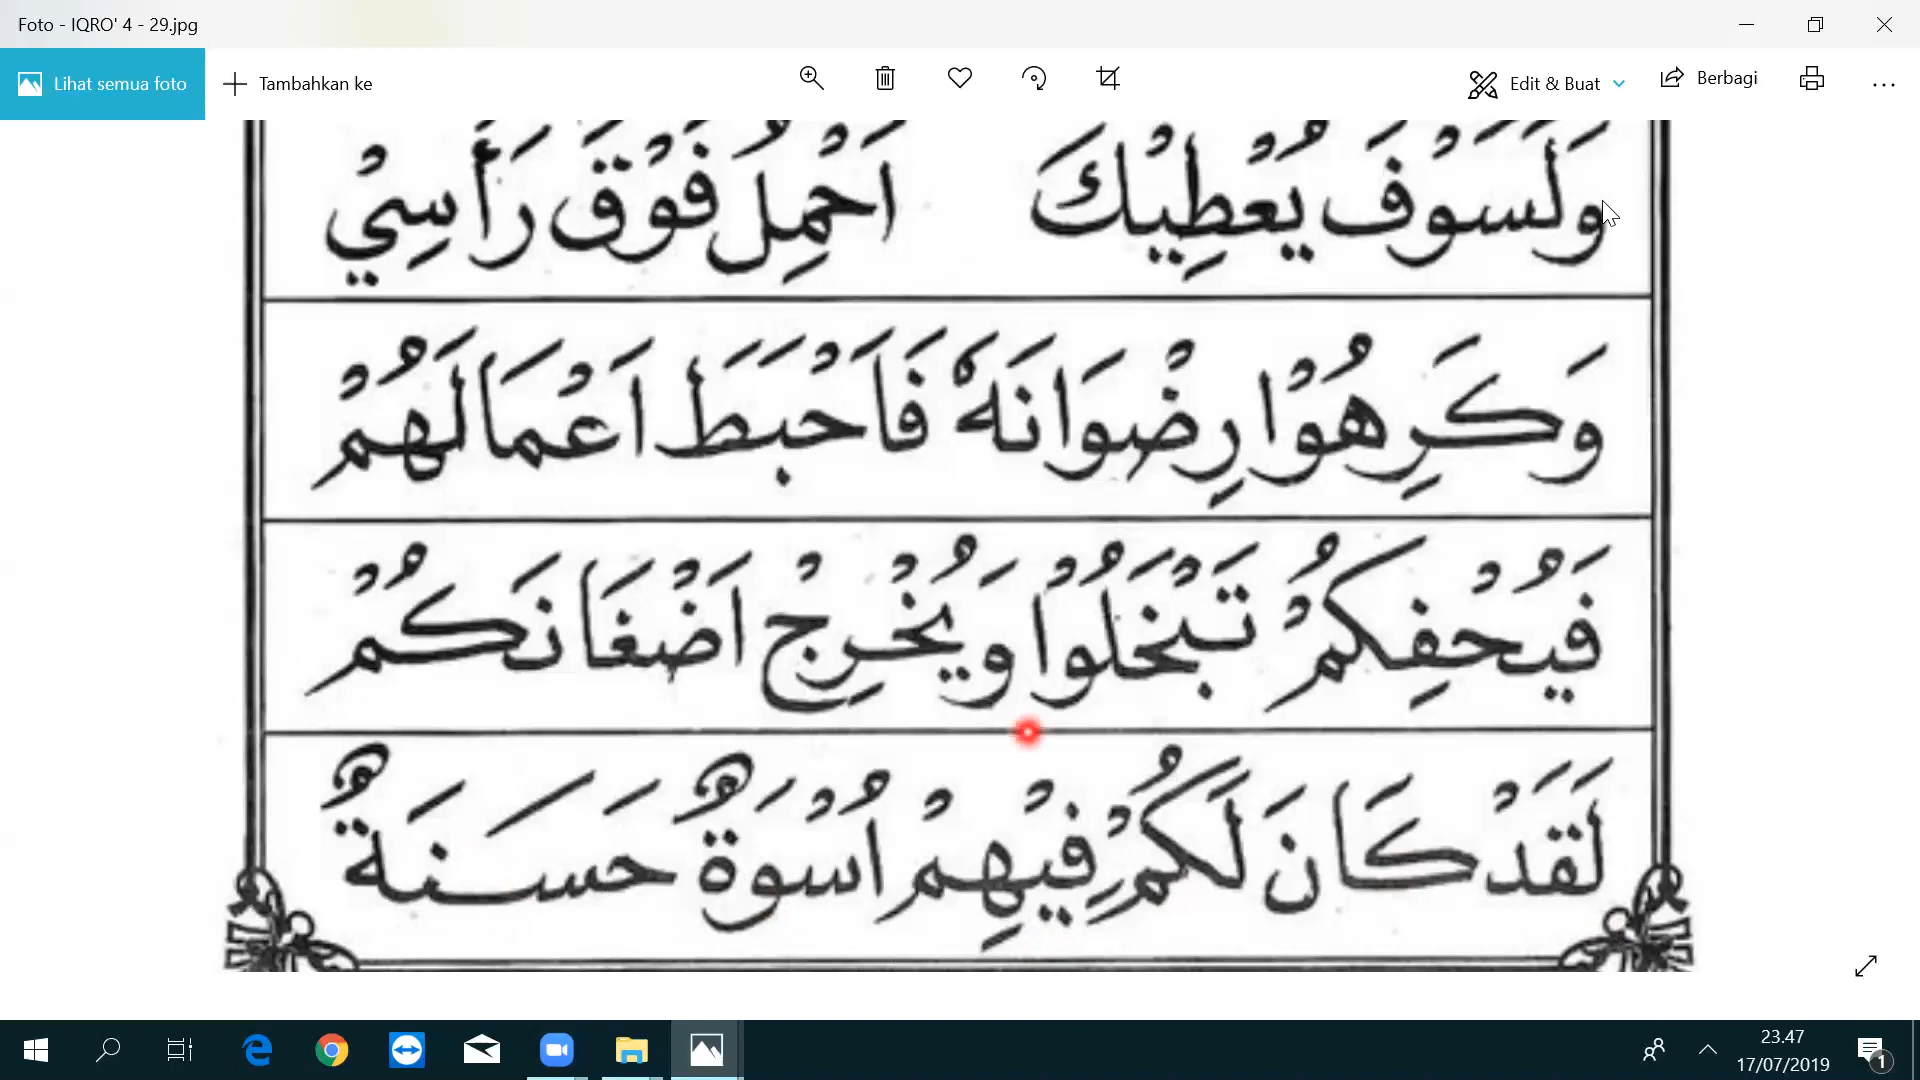 Foto - IQRO' 4 - 29.jpg
Lihat semua foto
Tambahkan ke
Edit & Buat
Berbagi
وَلَسَوْفَ يُعْطِيْكَ اَحْمِلُ فَوْقَ رَأْسِيْ
وَكَرِهُوْا رِضْوَانَهٗ فَاَحْبَطَ اَعْمَالَهُمْ
فَيُحْفِكُمْ تَبْخَلُوْا وَيُخْرِجْ اَضْغَانَكُمْ
لَقَدْ كَانَ لَكُمْ فِيْهِمْ اُسْوَةٌ حَسَنَةٌ
23.47
17/07/2019
1